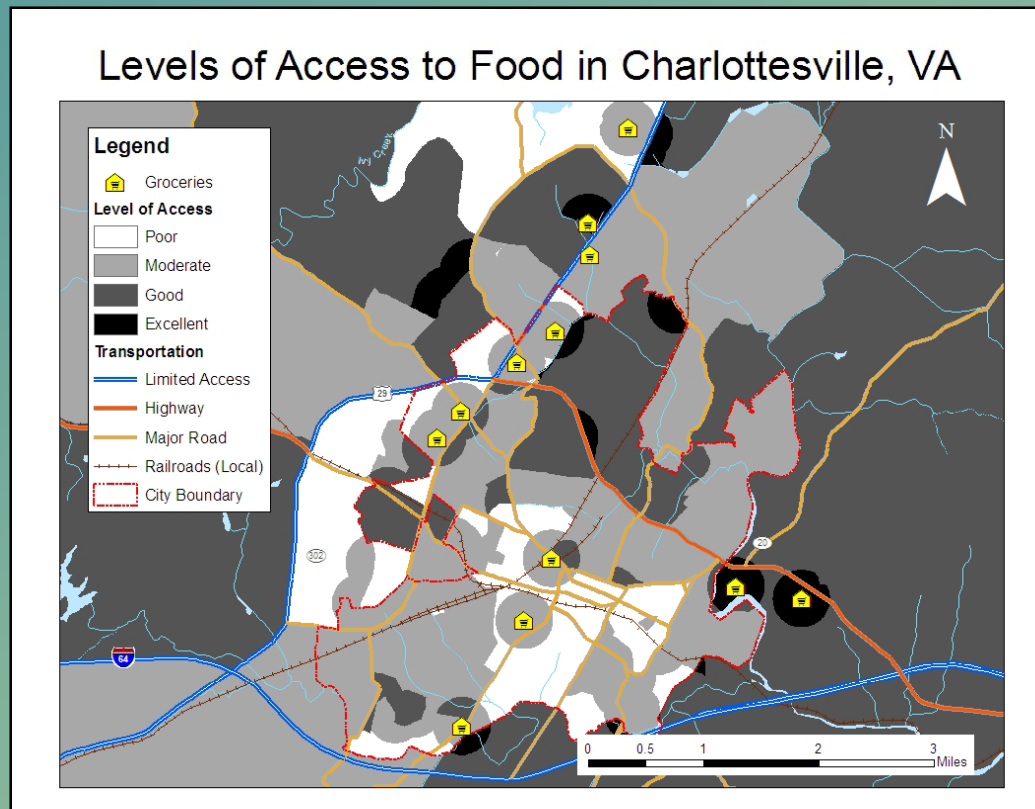 Levels of Access to Food in Charlottesville, VA
Legend
Groceries
Level of Access
Poor
Moderate
Good
Excellent
Transportation
Limited Access
Highway
Major Road
Railroads (Local)
City Boundary
Ivy Creek
N
29
302
20
64
0 0.5 1 2 3
Miles